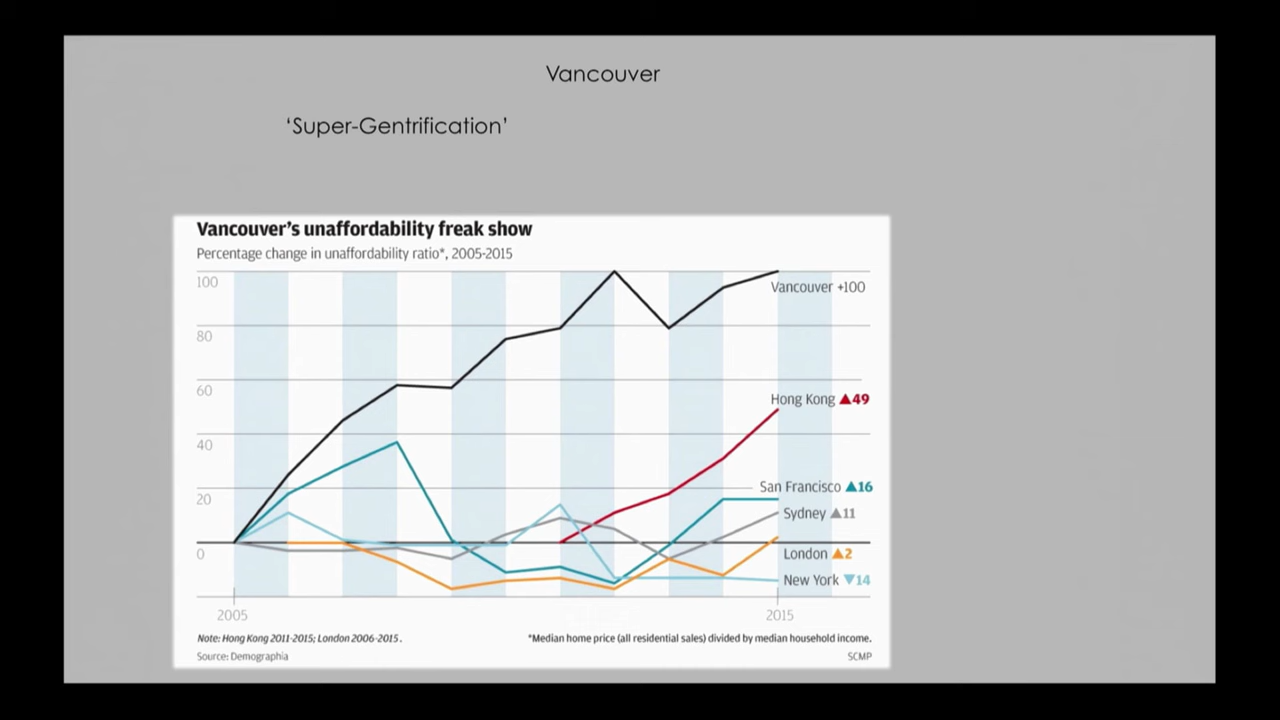 Vancouver
‘Super-Gentrification’
Vancouver's unaffordability freak show
Percentage change in unaffordability ratio*, 2005-2015
100
Vancouver +100
80
60
Hong Kong ▲49
40
San Francisco ▲16
20
Sydney ▲11
0
London ▲2
New York ▼14
2005
2015
Note: Hong Kong 2011-2015; London 2006-2015.
*Median home price (all residential sales) divided by median household income.
Source: Demographia
SCMP